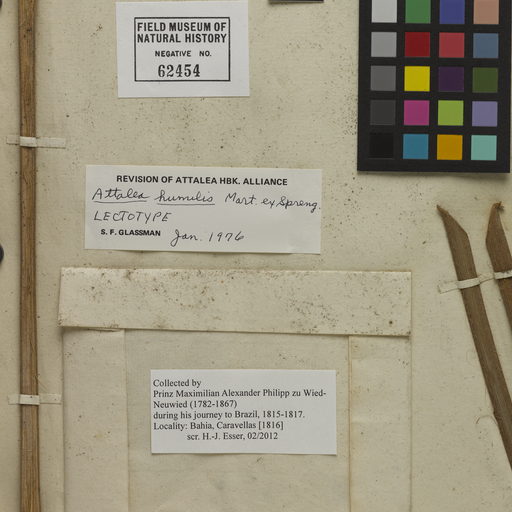 FIELD MUSEUM OF
NATURAL HISTORY
NEGATIVE NO.
62454
REVISION OF ATTALEA HBK. ALLIANCE
Attalea humilis Mart. ex Spreng.
LECTOTYPE
S. F. GLASSMAN Jan. 1976
Collected by
Prinz Maximilian Alexander Philipp zu Wied-
Neuwied (1782-1867)
during his journey to Brazil, 1815-1817.
Locality: Bahia, Caravellas [1816]
scr. H.-J. Esser, 02/2012